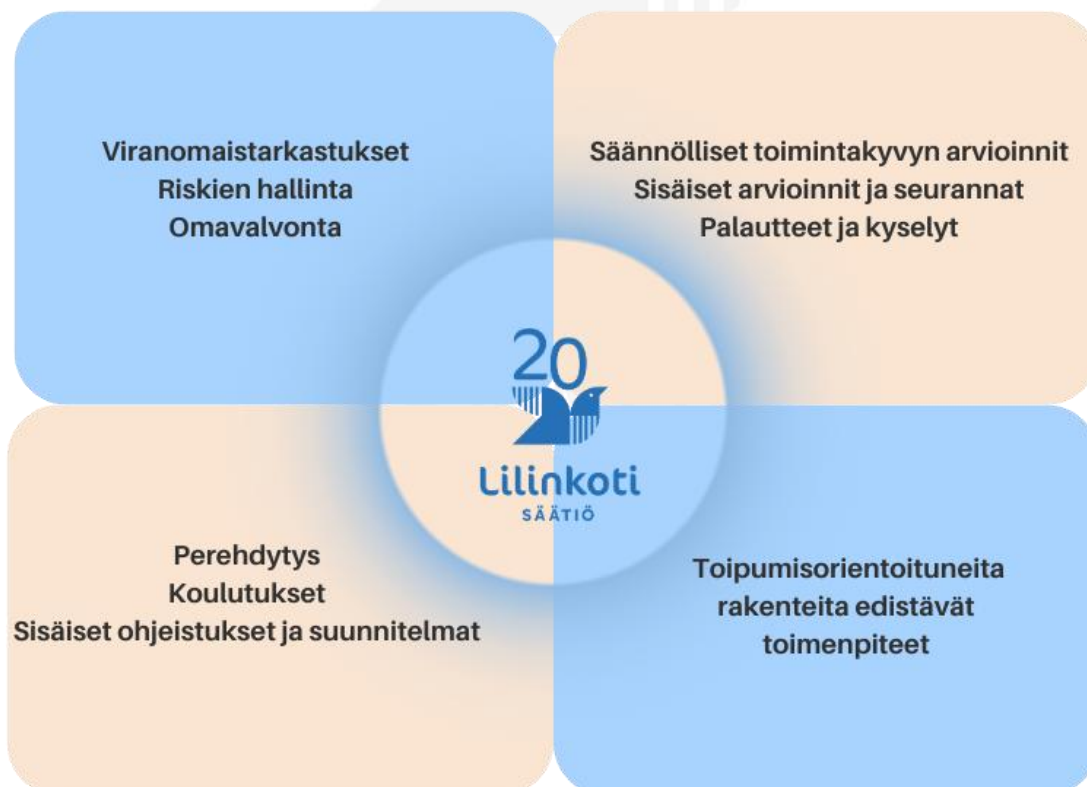 Viranomaistarkastukset
Riskien hallinta
Omavalvonta
Säännölliset toimintakyvyn arvioinnit
Sisäiset arvioinnit ja seurannat
Palautteet ja kyselyt
20
Lilinkoti
SÄÄTIÖ
Perehdytys
Koulutukset
Sisäiset ohjeistukset ja suunnitelmat
Toipumisorientoituneita
rakenteita edistävät
toimenpiteet